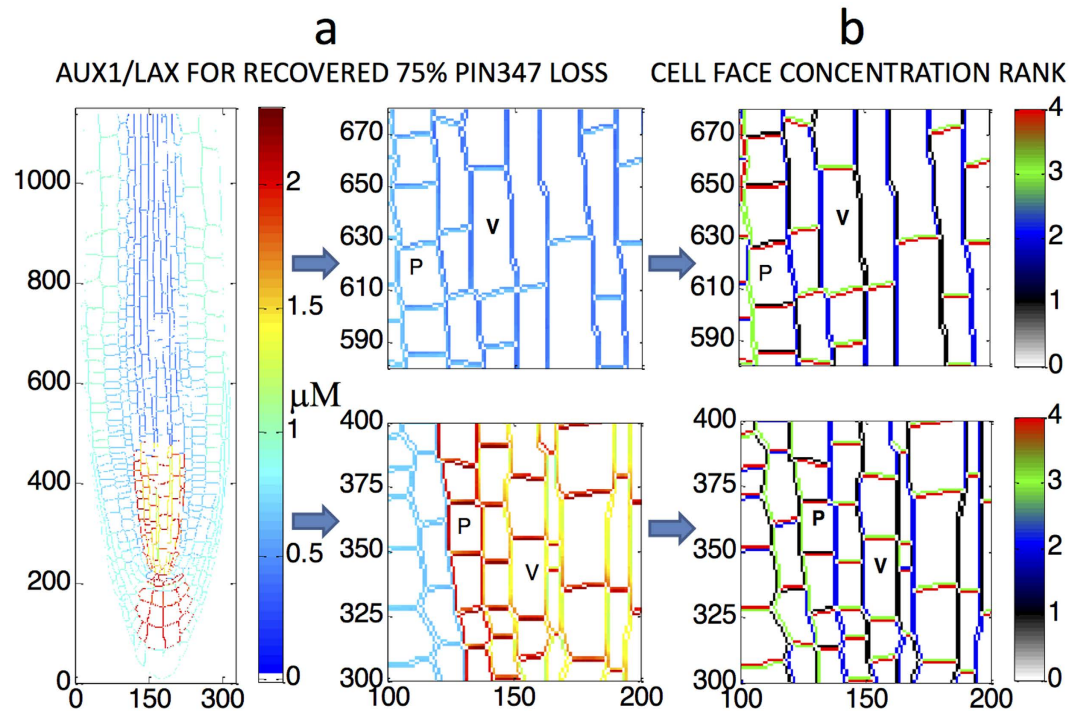 a
b
AUX1/LAX FOR RECOVERED 75% PIN347 LOSS
CELL FACE CONCENTRATION RANK
1000
800
600
400
200
0
0 150 300
2
1.5
1
0.5
0
μM
670
650
630
610
590
V
P
670
650
630
610
590
V
P
4
3
2
1
0
400
375
350
325
300
100 150 200
P
V
400
375
350
325
300
100 150 200
P
V
4
3
2
1
0